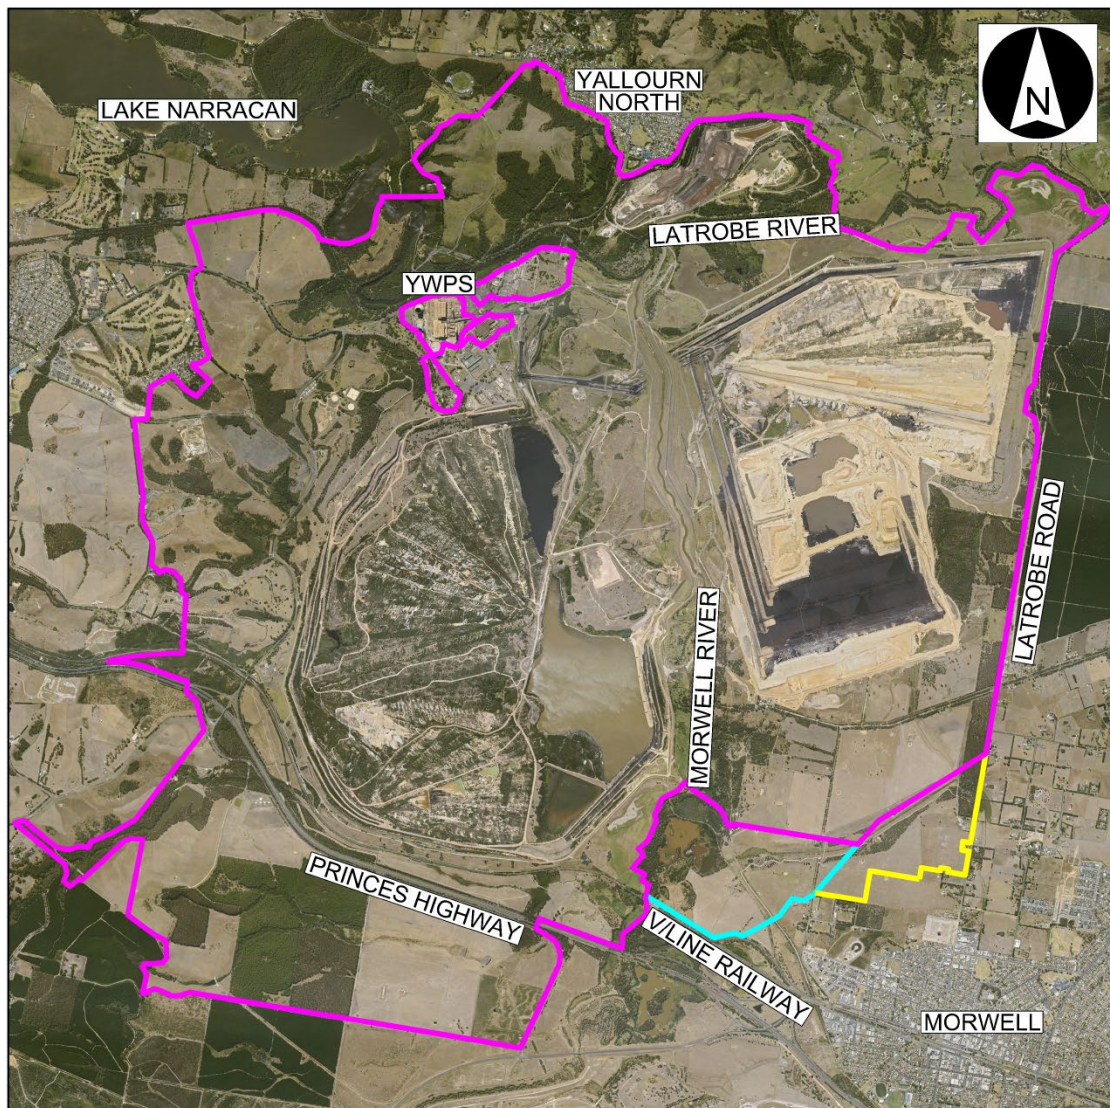 YALLOURN
NORTH
LAKE NARRACAN
N
LATROBE RIVER
YWPS
LATROBE ROAD
MORWELL RIVER
PRINCES HIGHWAY
V/LINE RAILWAY
MORWELL